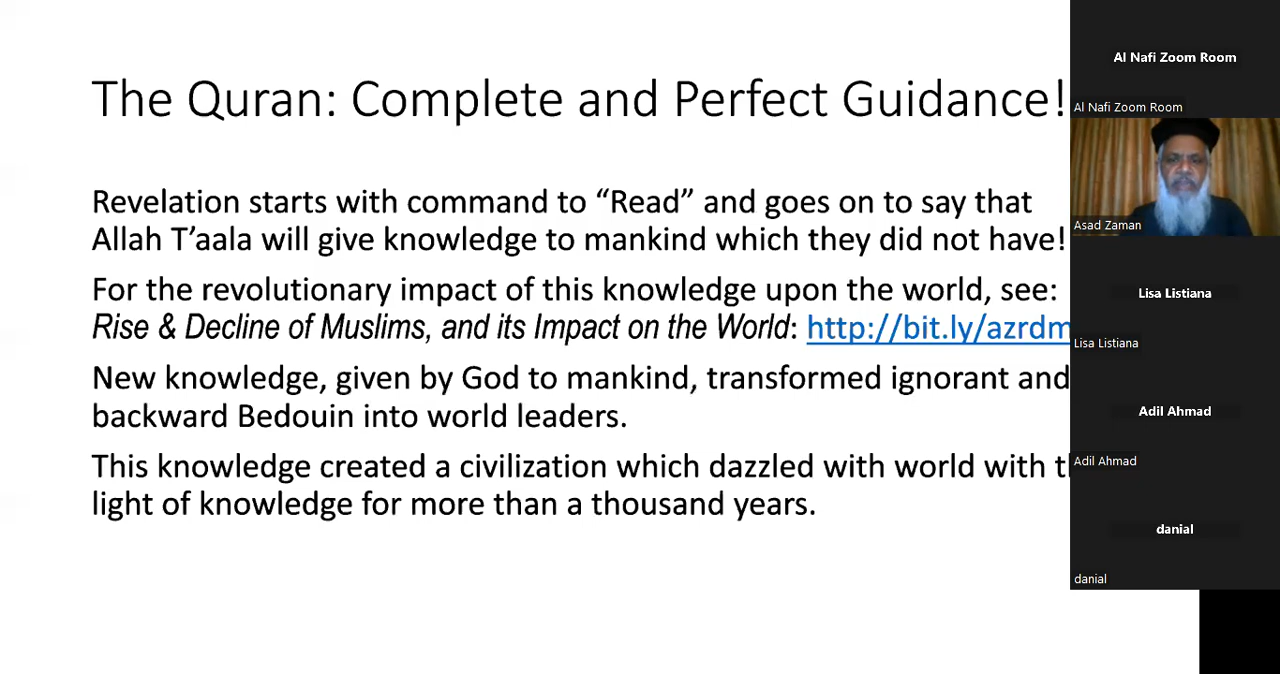 The Quran: Complete and Perfect Guidance!
Revelation starts with command to “Read” and goes on to say that
Allah T’aala will give knowledge to mankind which they did not have!
For the revolutionary impact of this knowledge upon the world, see:
Rise & Decline of Muslims, and its Impact on the World: http://bit.ly/azrdm
New knowledge, given by God to mankind, transformed ignorant and
backward Bedouin into world leaders.
This knowledge created a civilization which dazzled with world with
light of knowledge for more than a thousand years.
Al Nafi Zoom Room
Al Nafi Zoom Room
Asad Zaman
Lisa Listiana
Lisa Listiana
Adil Ahmad
Adil Ahmad
danial
danial